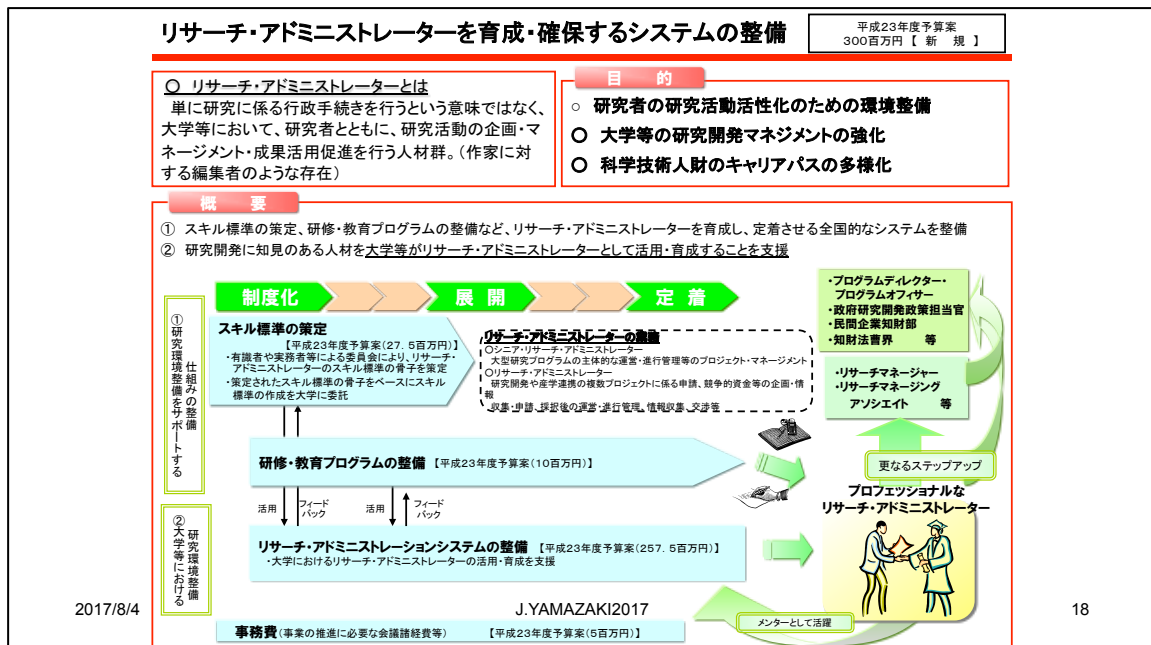 リサーチ・アドミニストレーターを育成・確保するシステムの整備
平成23年度予算案
300百万円【 新　規 】
○ リサーチ・アドミニストレーターとは
単に研究に係る行政手続きを行うという意味ではなく、
大学等において、研究者とともに、研究活動の企画・マ
ネージメント・成果活用促進を行う人材群。（作家に対
する編集者のような存在）
目　的
○ 研究者の研究活動活性化のための環境整備
○ 大学等の研究開発マネジメントの強化
○ 科学技術人財のキャリアパスの多様化
概　要
① スキル標準の策定、研修・教育プログラムの整備など、リサーチ・アドミニストレーターを育成し、定着させる全国的なシステムを整備
② 研究開発に知見のある人材を大学等がリサーチ・アドミニストレーターとして活用・育成することを支援
制度化
展 開
定 着
①研究環境整備をサポートする
仕組みの整備
スキル標準の策定
【平成23年度予算案(27. 5百万円)】
・有識者や実務者等による委員会により、リサーチ・
アドミニストレーターのスキル標準の骨子を策定
・策定されたスキル標準の骨子をベースにスキル
標準の作成を大学に委託
リサーチ・アドミニストレーターの業務
○シニア・リサーチ・アドミニストレーター
大型研究プログラムの主体的な運営・進行管理等のプロジェクト・マネージメント
○リサーチ・アドミニストレーター
研究開発や産学連携の複数プロジェクトに係る申請、競争的資金等の企画・情
報
収集・申請、採択後の運営・進行管理、情報収集、交渉等
・プログラムディレクター・
プログラムオフィサー
・政府研究開発政策担当官
・民間企業知財部
・知財法曹界　　等
・リサーチマネージャー
・リサーチマネージング
アソシエイト　　等
研修・教育プログラムの整備 【平成23年度予算案(10百万円)】
更なるステップアップ
プロフェッショナルな
リサーチ・アドミニストレーター
活用
フィード
バック
活用
フィード
バック
②大学等における
研究環境整備
リサーチ・アドミニストレーションシステムの整備 【平成23年度予算案(257. 5百万円)】
・大学におけるリサーチ・アドミニストレーターの活用・育成を支援
2017/8/4
J.YAMAZAKI2017
18
メンターとして活躍
事務費(事業の推進に必要な会議諸経費等)　【平成23年度予算案(5百万円)】